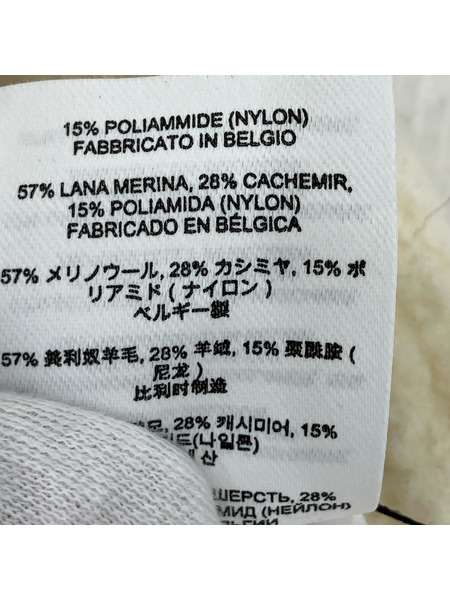 15% POLIAMMIDE (NYLON)
FABBRICATO IN BELGIO
57% LANA MERINA, 28% CACHEMIR,
15% POLIAMIDA (NYLON)
FABRICADO EN BÉLGICA
57% メリノウール, 28% カシミヤ, 15% ポ
リアミド ( ナイロン )
ベルギー製
57% 美利奴羊毛, 28% 羊绒, 15% 聚酰胺 (
尼龙 )
比利时制造
28% 캐시미어, 15%
(나일론)
산
ШЕРСТЬ, 28%
(НЕЙЛОН)